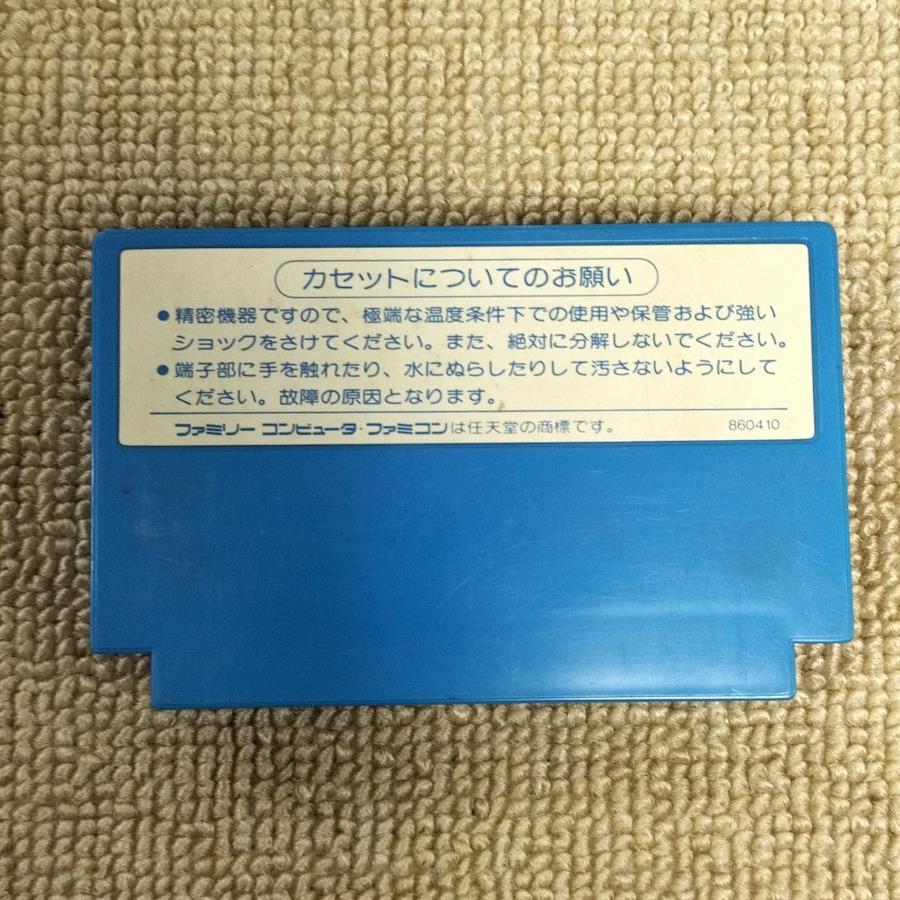 カセットについてのお願い
●精密機器ですので、極端な温度条件下での使用や保管および強い
ショックをさけてください。また、絶対に分解しないでください。
●端子部に手を触れたり、水にぬらしたりして汚さないようにして
ください。故障の原因となります。
ファミリー コンピュータ・ファミコンは任天堂の商標です。 860410